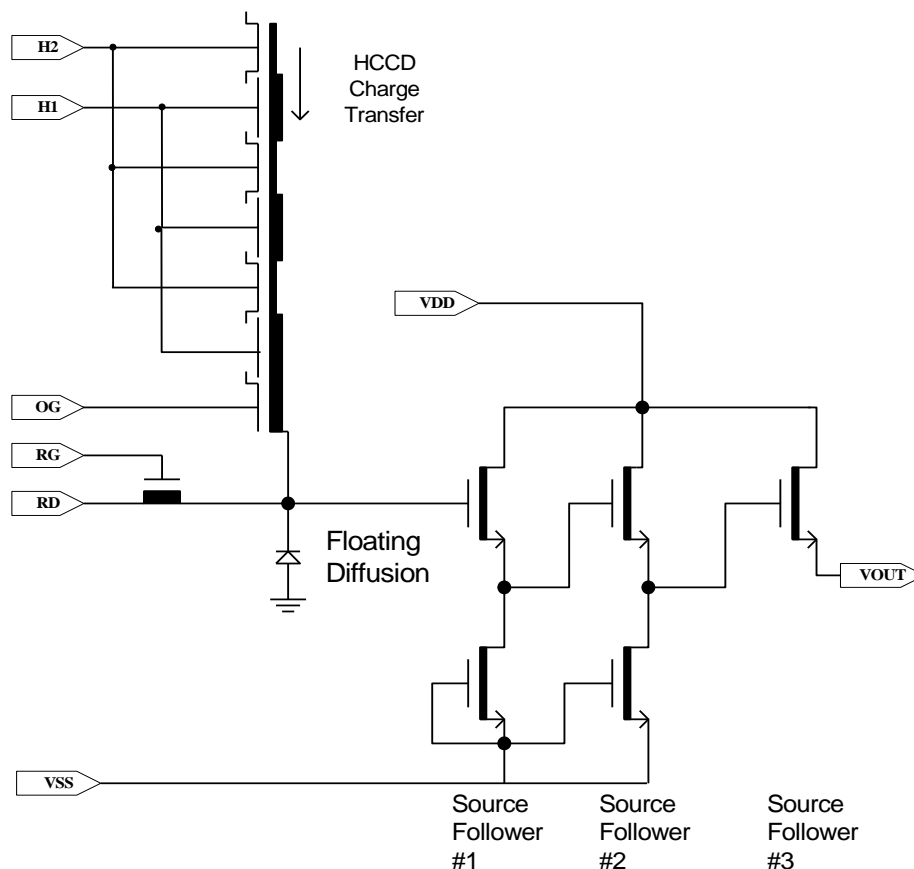 H2
HCCD
Charge
Transfer
H1
VDD
OG
RG
RD
Floating
Diffusion
VOUT
VSS
Source
Follower
#1
Source
Follower
#2
Source
Follower
#3